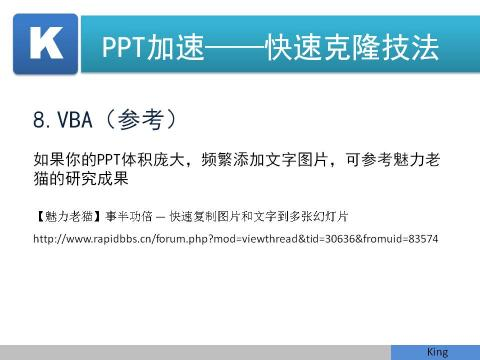 K
PPT加速——快速克隆技法
8.VBA（参考）
如果你的PPT体积庞大，频繁添加文字图片，可参考魅力老
猫的研究成果
【魅力老猫】事半功倍 — 快速复制图片和文字到多张幻灯片
http://www.rapidbbs.cn/forum.php?mod=viewthread&tid=30636&fromuid=83574
King